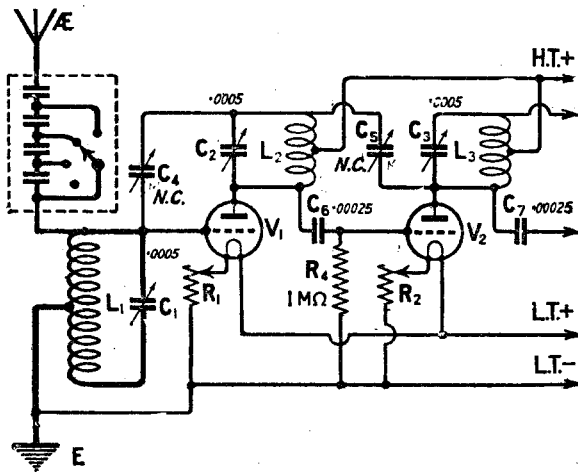 Æ
H.T.+
.0005
.0005
C5
C2
L2
C3
L3
C4
N.C.
N.C.
C6 .00025
C7 .00025
V1
V2
.0005
L1
C1
R1
R4
1MΩ
R2
L.T.+
L.T.-
E